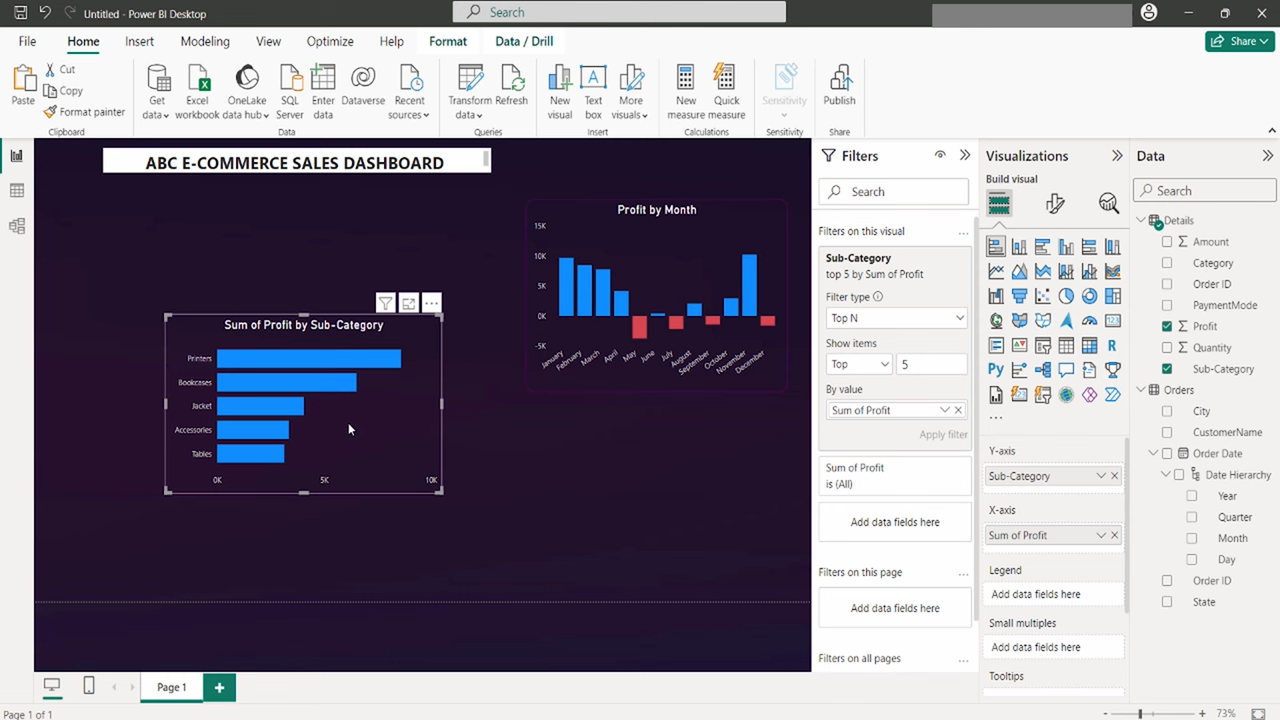 Untitled - Power BI Desktop
Search
File
Home
Insert
Modeling
View
Optimize
Help
Format
Data / Drill
Share
Paste
Cut
Copy
Format painter
Clipboard
Get data
Excel workbook
OneLake data hub
SQL Server
Enter data
Dataverse
Recent sources
Data
Transform data
Refresh
Queries
New visual
Text box
More visuals
Insert
New measure
Quick measure
Calculations
Sensitivity
Sensitivity
Publish
Share
ABC E-COMMERCE SALES DASHBOARD
Profit by Month
15K
10K
5K
0K
-5K
January
February
March
April
May
June
July
August
September
October
November
December
Sum of Profit by Sub-Category
Printers
Bookcases
Jacket
Accessories
Tables
0K
5K
10K
Filters
Search
Filters on this visual
Sub-Category
top 5 by Sum of Profit
Filter type
Top N
Show items
Top
5
By value
Sum of Profit
Apply filter
Sum of Profit
is (All)
Add data fields here
Filters on this page
Add data fields here
Filters on all pages
Visualizations
Build visual
123
R
Py
Y-axis
Sub-Category
X-axis
Sum of Profit
Legend
Add data fields here
Small multiples
Add data fields here
Tooltips
Data
Search
Details
Amount
Category
Order ID
PaymentMode
Profit
Quantity
Sub-Category
Orders
City
CustomerName
Order Date
Date Hierarchy
Year
Quarter
Month
Day
Order ID
State
Page 1
Page 1 of 1
73%